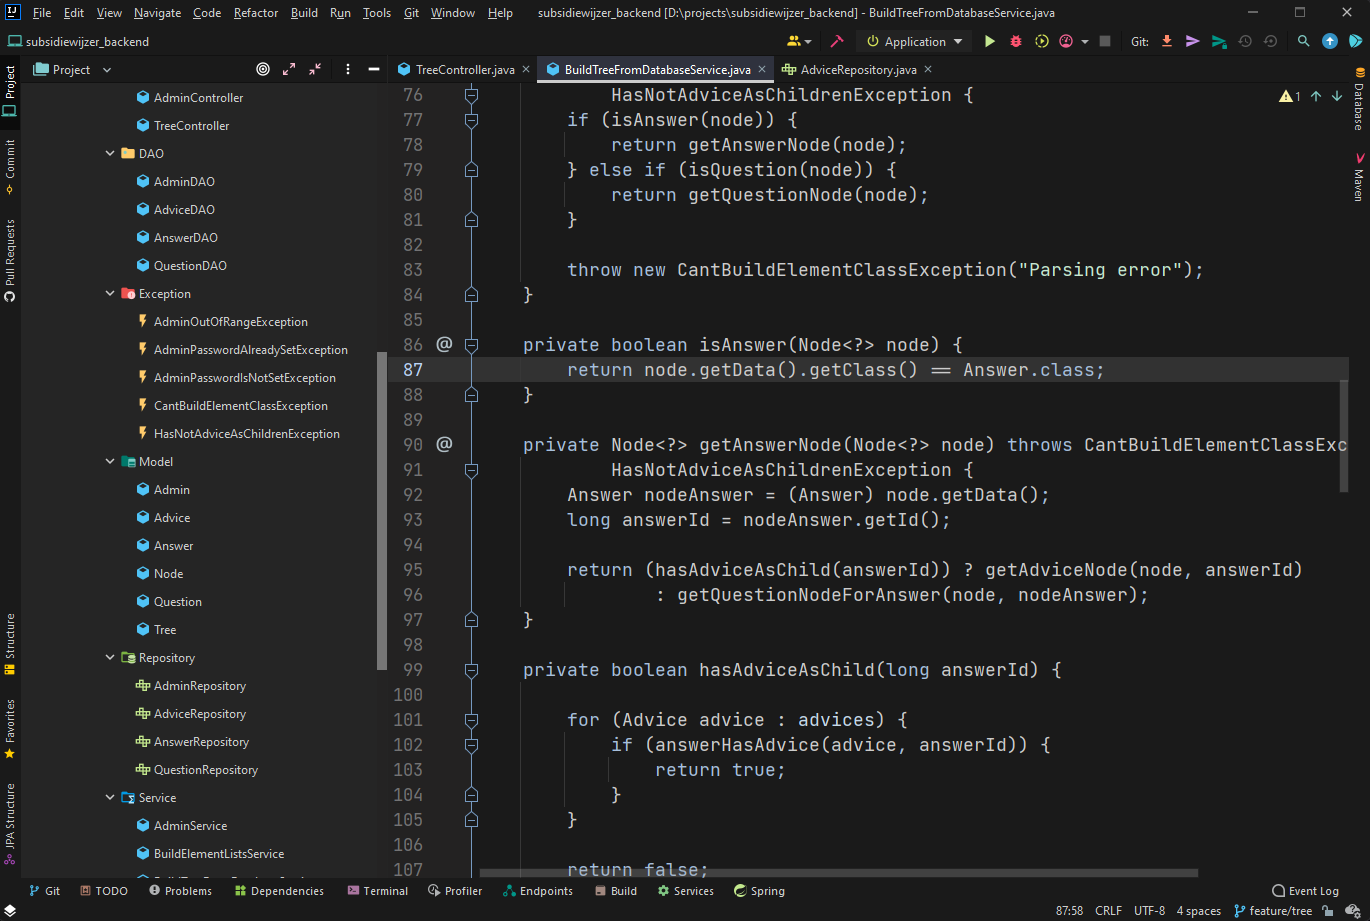 File Edit View Navigate Code Refactor Build Run Tools Git Window Help subsidiewijzer_backend [D:\projects\subsidiewijzer_backend] - BuildTreeFromDatabaseService.java
subsidiewijzer_backend Application Git:
Project
TreeController.java BuildTreeFromDatabaseService.java AdviceRepository.java
Project
Commit
Pull Requests
Structure
Favorites
JPA Structure
AdminController
TreeController
DAO
AdminDAO
AdviceDAO
AnswerDAO
QuestionDAO
Exception
AdminOutOfRangeException
AdminPasswordAlreadySetException
AdminPasswordIsNotSetException
CantBuildElementClassException
HasNotAdviceAsChildrenException
Model
Admin
Advice
Answer
Node
Question
Tree
Repository
AdminRepository
AdviceRepository
AnswerRepository
QuestionRepository
Service
AdminService
BuildElementListsService
76 HasNotAdviceAsChildrenException {
77 if (isAnswer(node)) {
78 return getAnswerNode(node);
79 } else if (isQuestion(node)) {
80 return getQuestionNode(node);
81 }
82
83 throw new CantBuildElementClassException("Parsing error");
84 }
85
86 @ private boolean isAnswer(Node<?> node) {
87 return node.getData().getClass() == Answer.class;
88 }
89
90 @ private Node<?> getAnswerNode(Node<?> node) throws CantBuildElementClassExc
91 HasNotAdviceAsChildrenException {
92 Answer nodeAnswer = (Answer) node.getData();
93 long answerId = nodeAnswer.getId();
94
95 return (hasAdviceAsChild(answerId)) ? getAdviceNode(node, answerId)
96 : getQuestionNodeForAnswer(node, nodeAnswer);
97 }
98
99 private boolean hasAdviceAsChild(long answerId) {
100
101 for (Advice advice : advices) {
102 if (answerHasAdvice(advice, answerId)) {
103 return true;
104 }
105 }
106
107 return false;
1
Database
Maven
Git TODO Problems Dependencies Terminal Profiler Endpoints Build Services Spring Event Log
87:58 CRLF UTF-8 4 spaces feature/tree